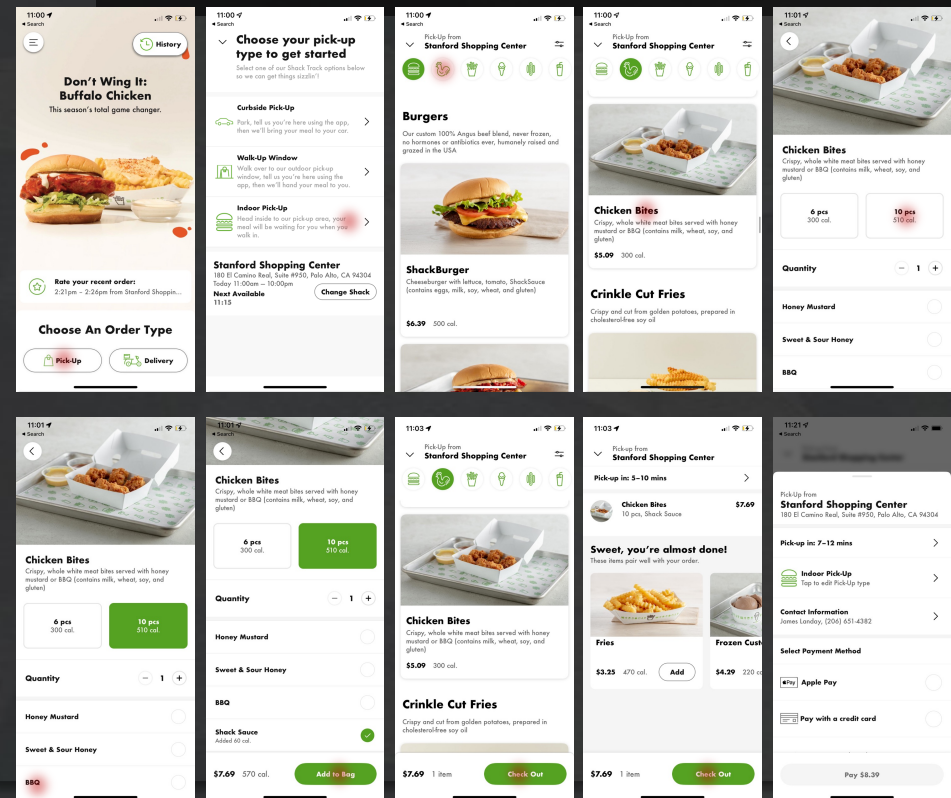 11:00
◂ Search
History
Don't Wing It:
Buffalo Chicken
This season's total game changer.
Rate your recent order:
2:21pm – 2:26pm from Stanford Shoppin...
Choose An Order Type
Pick-Up
Delivery
11:00
◂ Search
Choose your pick-up
type to get started
Select one of our Shack Track options below
so we can get things sizzlin'!
Curbside Pick-Up
Park, tell us you're here using the app,
then we'll bring your meal to your car.
Walk-Up Window
Walk over to our outdoor pick-up
window, tell us you're here using the
app, then we'll hand your meal to you.
Indoor Pick-Up
Head inside to our pick-up area, your
meal will be waiting for you when you
walk in.
Stanford Shopping Center
180 El Camino Real, Suite #950, Palo Alto, CA 94304
Today 11:00am – 10:00pm
Next Available
11:15
Change Shack
11:00
◂ Search
Pick-Up from
Stanford Shopping Center
Burgers
Our custom 100% Angus beef blend, never frozen,
no hormones or antibiotics ever, humanely raised and
grazed in the USA
ShackBurger
Cheeseburger with lettuce, tomato, ShackSauce
(contains eggs, milk, soy, wheat, and gluten)
$6.39 500 cal.
11:00
◂ Search
Pick-Up from
Stanford Shopping Center
Chicken Bites
Crispy, whole white meat bites served with honey
mustard or BBQ (contains milk, wheat, soy, and
gluten)
$5.09 300 cal.
Crinkle Cut Fries
Crispy and cut from golden potatoes, prepared in
cholesterol-free soy oil
11:01
◂ Search
Chicken Bites
Crispy, whole white meat bites served with honey
mustard or BBQ (contains milk, wheat, soy, and
gluten)
6 pcs
300 cal.
10 pcs
510 cal.
Quantity
1
Honey Mustard
Sweet & Sour Honey
BBQ
11:01
◂ Search
Chicken Bites
Crispy, whole white meat bites served with honey
mustard or BBQ (contains milk, wheat, soy, and
gluten)
6 pcs
300 cal.
10 pcs
510 cal.
Quantity
1
Honey Mustard
Sweet & Sour Honey
BBQ
11:01
◂ Search
Chicken Bites
Crispy, whole white meat bites served with honey
mustard or BBQ (contains milk, wheat, soy, and
gluten)
6 pcs
300 cal.
10 pcs
510 cal.
Quantity
1
Honey Mustard
Sweet & Sour Honey
BBQ
Shack Sauce
Added 60 cal.
$7.69 570 cal.
Add to Bag
11:03
◂ Search
Pick-Up from
Stanford Shopping Center
Chicken Bites
Crispy, whole white meat bites served with honey
mustard or BBQ (contains milk, wheat, soy, and
gluten)
$5.09 300 cal.
Crinkle Cut Fries
Crispy and cut from golden potatoes, prepared in
cholesterol-free soy oil
$7.69 1 item
Check Out
11:03
◂ Search
Pick-Up from
Stanford Shopping Center
Pick-up in: 5–10 mins
Chicken Bites
$7.69
10 pcs, Shack Sauce
Sweet, you're almost done!
These items pair well with your order.
Fries
$3.25 470 cal.
Add
Frozen Cust
$4.29 220 c
$7.69 1 item
Check Out
11:21
◂ Search
Pick-Up from
Stanford Shopping Center
180 El Camino Real, Suite #950, Palo Alto, CA 94304
Pick-up in: 7–12 mins
Indoor Pick-Up
Tap to edit Pick-Up type
Contact Information
James Landay, (206) 651-4382
Select Payment Method
Pay
Apple Pay
Pay with a credit card
Pay $8.39